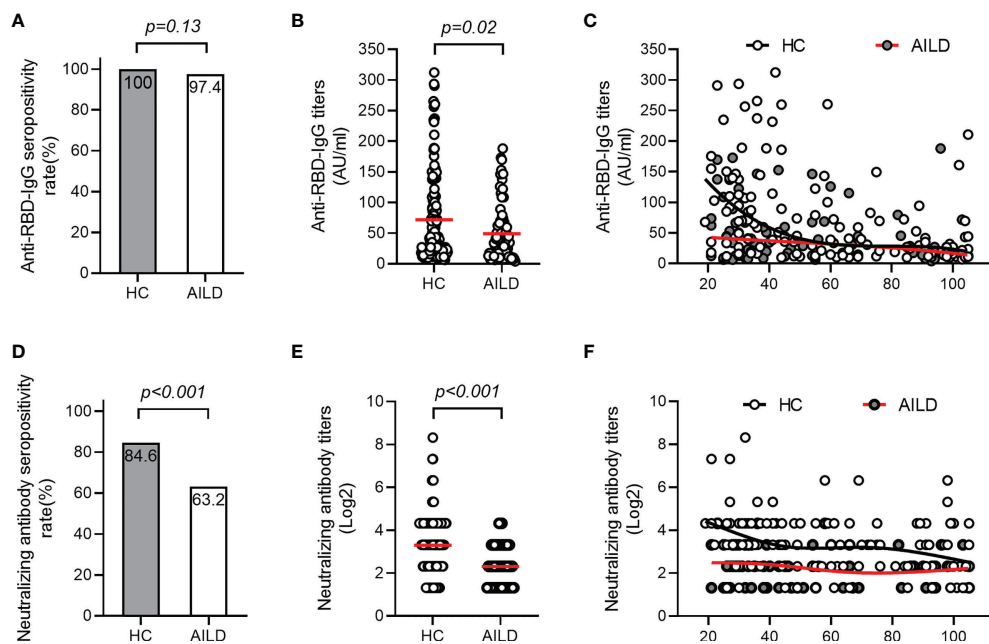 A
p=0.13
Anti-RBD-IgG seropositivity
rate(%)
100
80
60
40
20
0
100
97.4
HC
AILD
B
p=0.02
Anti-RBD-IgG titers
(AU/ml)
350
300
250
200
150
100
50
0
HC
AILD
C
HC
AILD
Anti-RBD-IgG titers
(AU/ml)
350
300
250
200
150
100
50
0
20 40 60 80 100
D
p<0.001
Neutralizing antibody seropositivity
rate(%)
100
80
60
40
20
0
84.6
63.2
HC
AILD
E
p<0.001
Neutralizing antibody titers
(Log2)
10
8
6
4
2
0
HC
AILD
F
HC
AILD
Neutralizing antibody titers
(Log2)
10
8
6
4
2
0
20 40 60 80 100